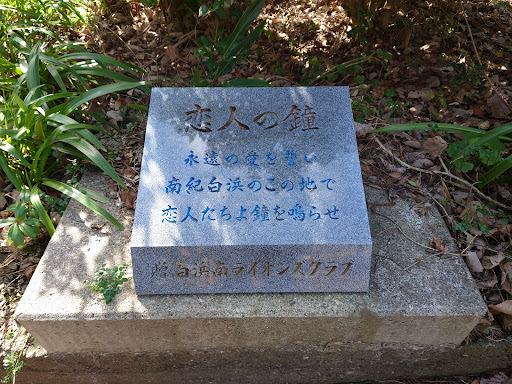 恋人の鐘
永遠の愛を誓い
南紀白浜のこの地で
恋人たちよ鐘を鳴らせ
贈白浜南ライオンズクラブ